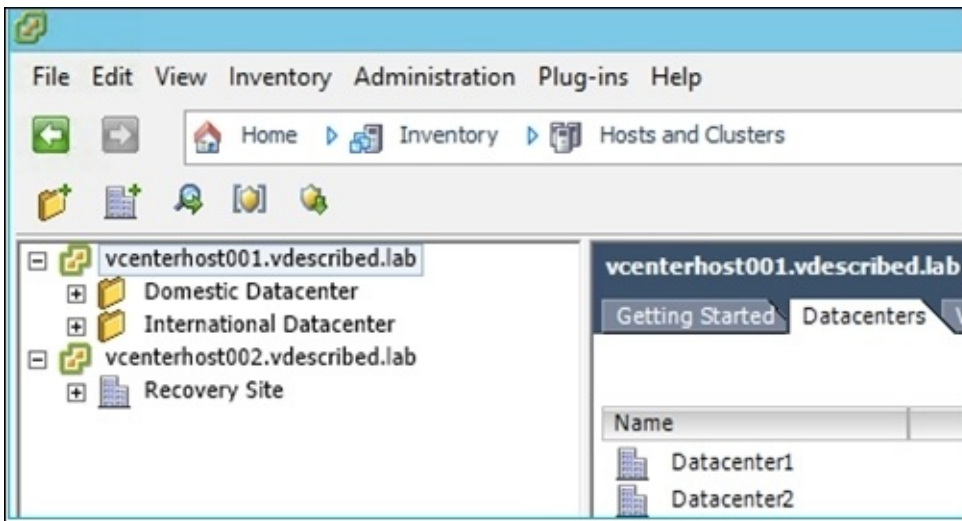 File Edit View Inventory Administration Plug-ins Help
Home Inventory Hosts and Clusters
vcenterhost001.vdescribed.lab
Domestic Datacenter
International Datacenter
vcenterhost002.vdescribed.lab
Recovery Site
vcenterhost001.vdescribed.lab
Getting Started Datacenters
Name
Datacenter1
Datacenter2